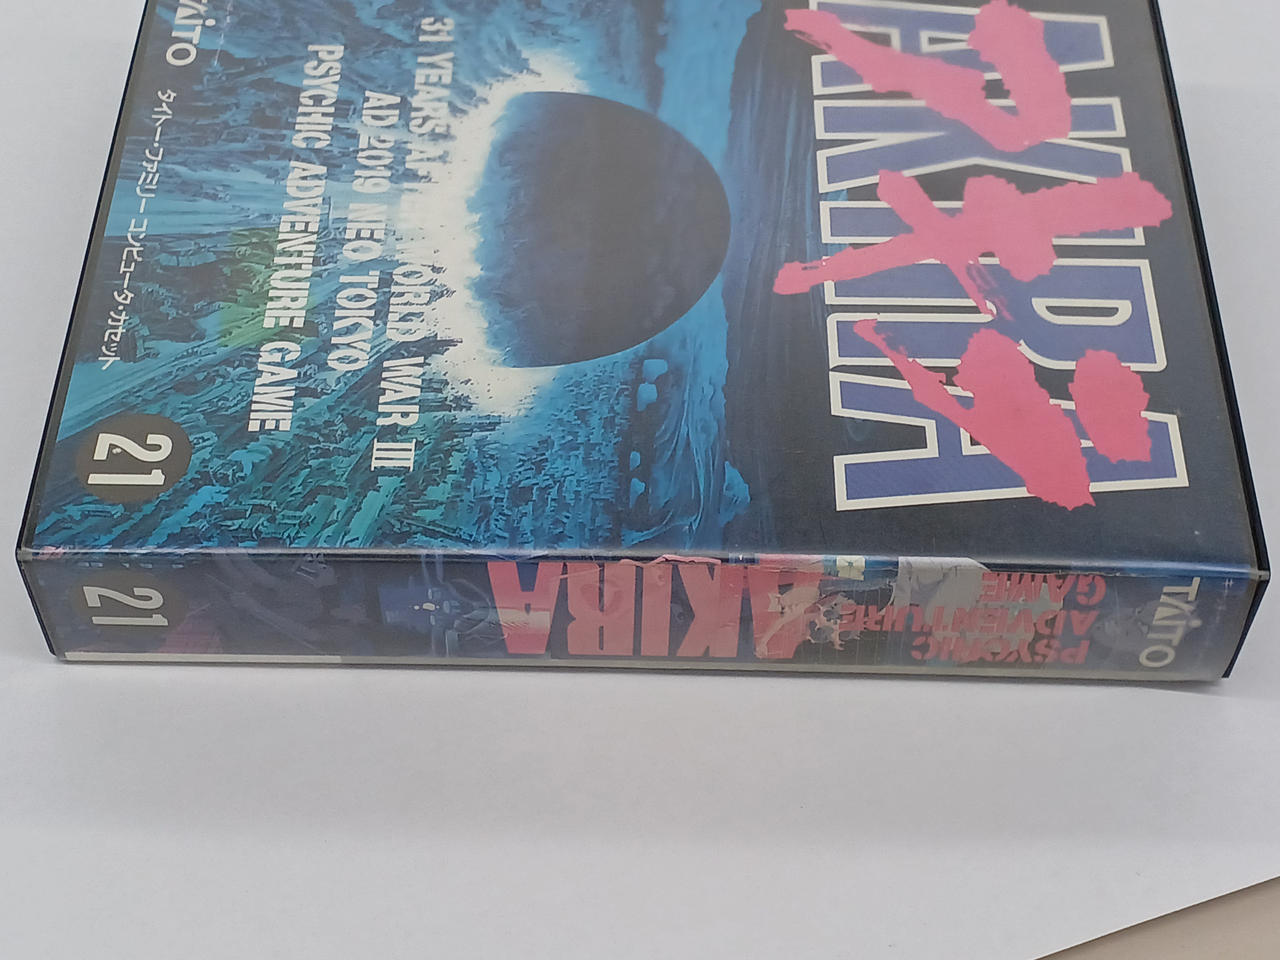 AKIRA
アキラ
31 YEARS WORLD WAR III
AD 2019 NEO TOKYO
PSYCHIC ADVENTURE GAME
TAITO タイトー・ファミリー コンピュータ・カセット
21
TAITO
PSYCHIC
ADVENTURE
GAME
AKIRA
21